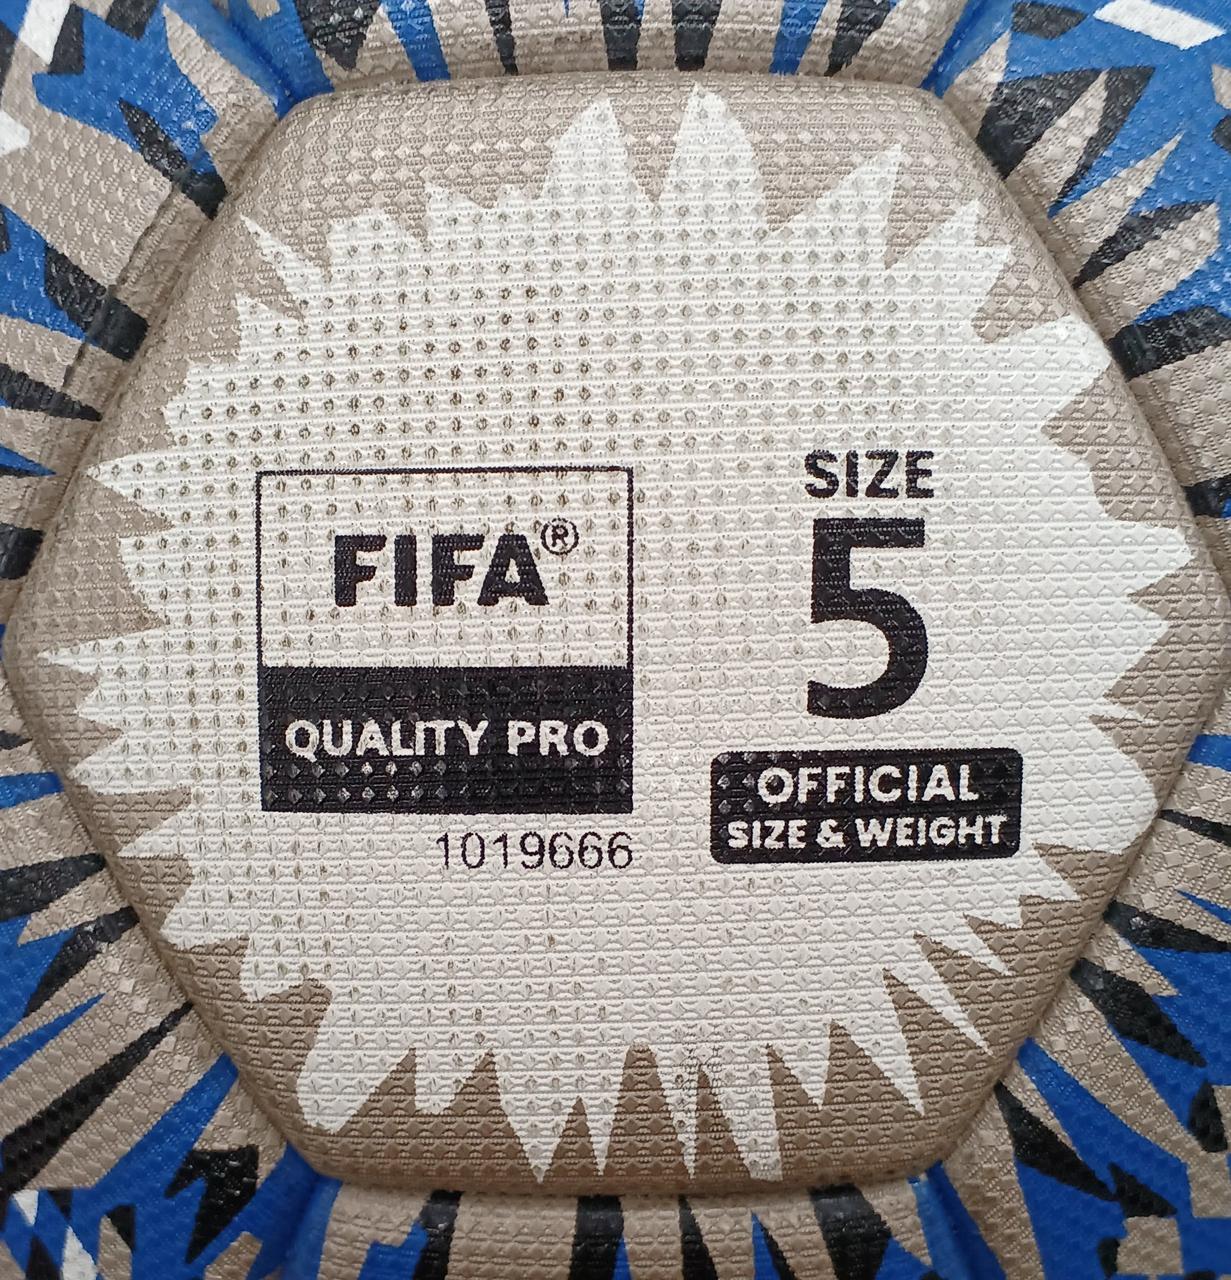 FIFA®
QUALITY PRO
1019666
SIZE
5
OFFICIAL
SIZE & WEIGHT